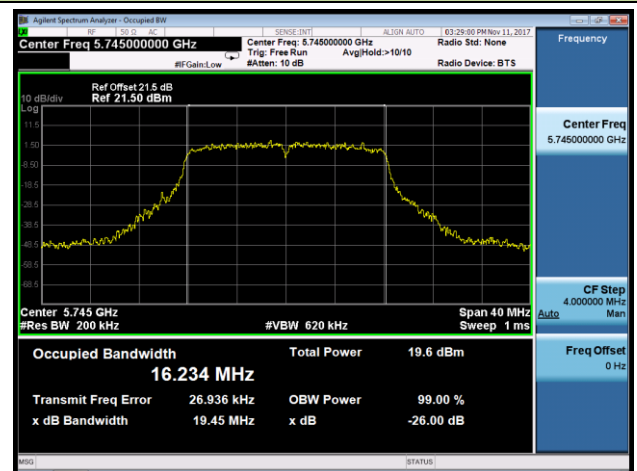 Agilent Spectrum Analyzer - Occupied BW
RF 50 Ω AC SENSE:INT ALIGN AUTO 03:29:00 PM Nov 11, 2017
Center Freq 5.745000000 GHz
Center Freq: 5.745000000 GHz
Radio Std: None
Trig: Free Run Avg|Hold:>10/10
#IFGain:Low #Atten: 10 dB Radio Device: BTS
Ref Offset 21.5 dB
10 dB/div Ref 21.50 dBm
Log
11.5
1.50
-8.50
-18.5
-28.5
-38.5
-48.5
-58.5
-68.5
Center 5.745 GHz Span 40 MHz
#Res BW 200 kHz #VBW 620 kHz Sweep 1 ms
Occupied Bandwidth Total Power 19.6 dBm
16.234 MHz
Transmit Freq Error 26.936 kHz OBW Power 99.00 %
x dB Bandwidth 19.45 MHz x dB -26.00 dB
MSG STATUS
Frequency
Center Freq
5.745000000 GHz
CF Step
4.000000 MHz
Auto Man
Freq Offset
0 Hz